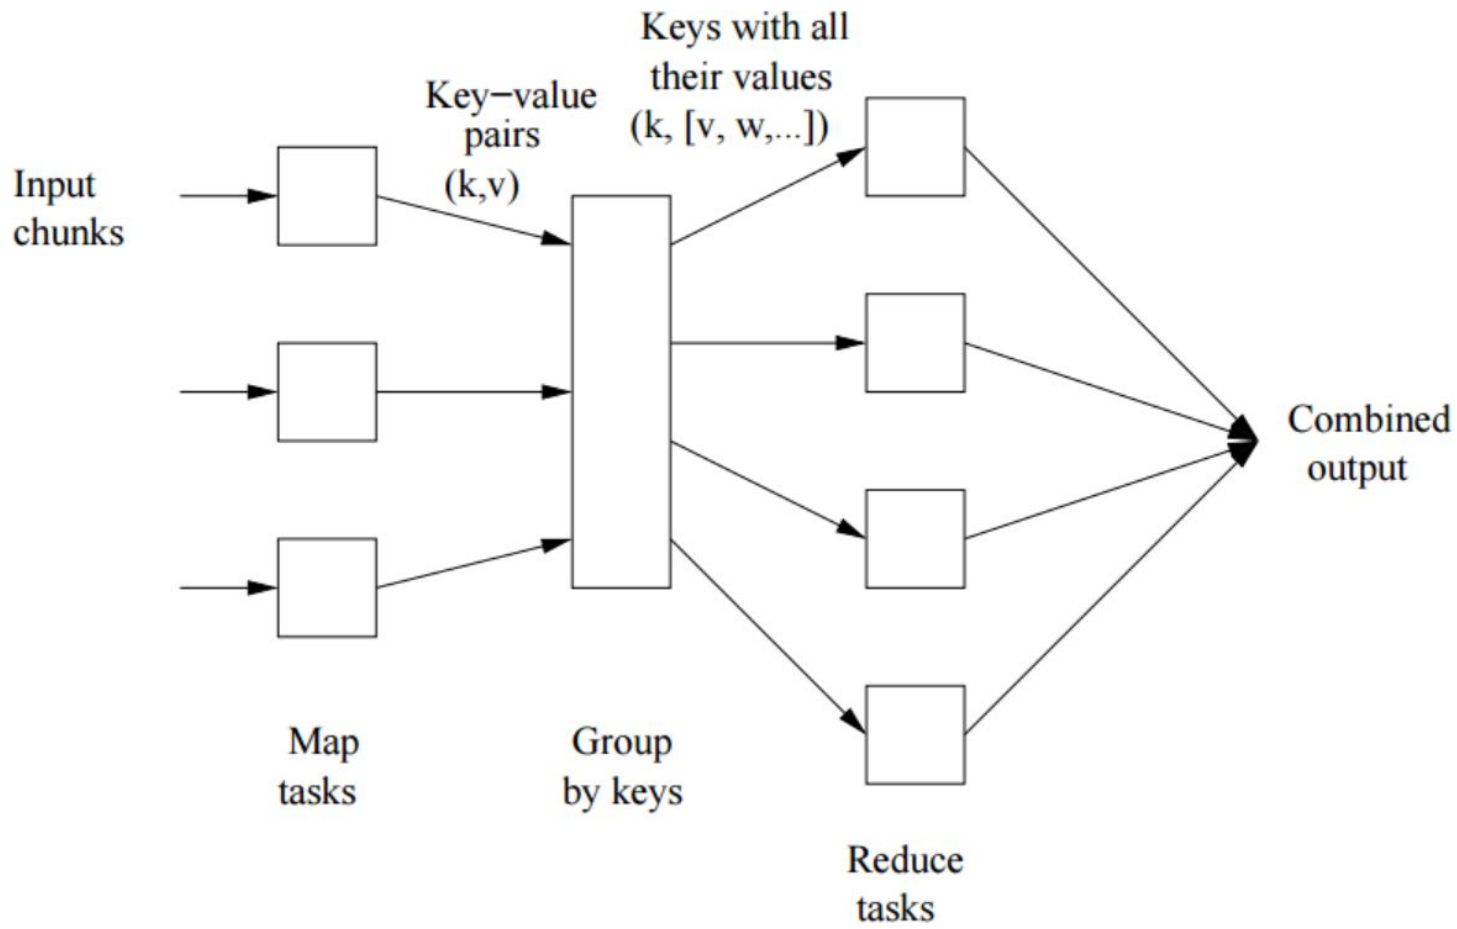 Keys with all
their values
(k, [v, w,...])
Key−value
pairs
(k,v)
Input
chunks
Combined
output
Map
tasks
Group
by keys
Reduce
tasks